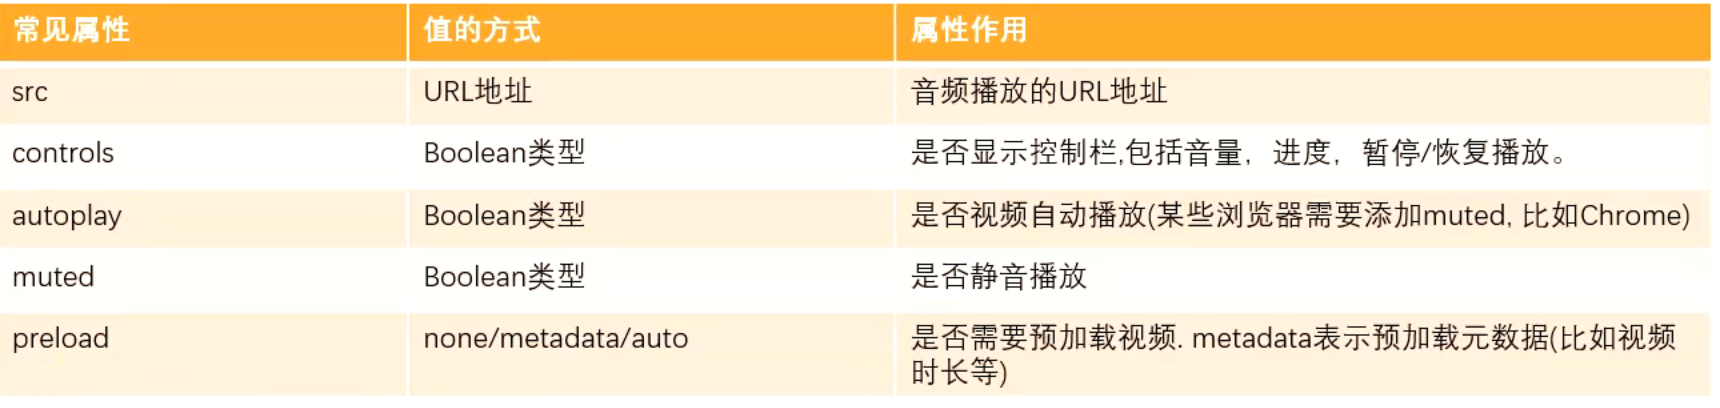 常见属性 值的方式 属性作用
src URL地址 音频播放的URL地址
controls Boolean类型 是否显示控制栏,包括音量，进度，暂停/恢复播放。
autoplay Boolean类型 是否视频自动播放(某些浏览器需要添加muted, 比如Chrome)
muted Boolean类型 是否静音播放
preload none/metadata/auto 是否需要预加载视频. metadata表示预加载元数据(比如视频
时长等)